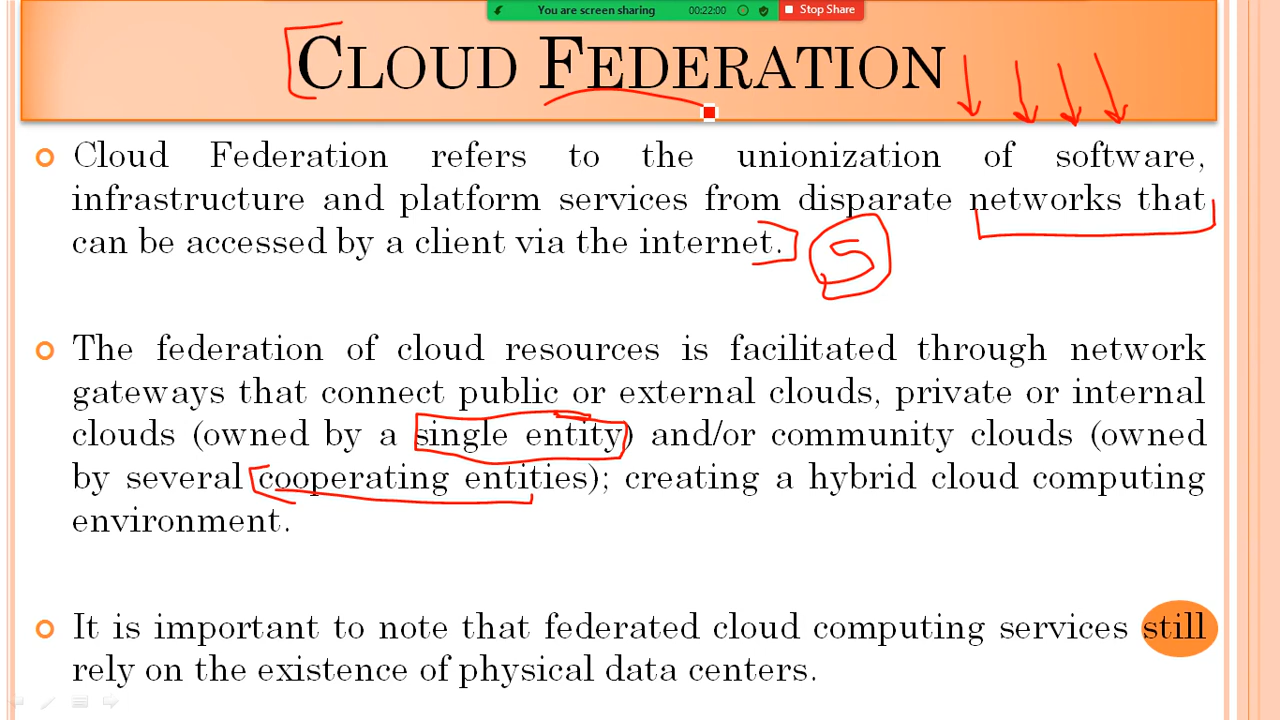 You are screen sharing 00:22:00 Stop Share
CLOUD FEDERATION
Cloud Federation refers to the unionization of software,
infrastructure and platform services from disparate networks that
can be accessed by a client via the internet.
5
The federation of cloud resources is facilitated through network
gateways that connect public or external clouds, private or internal
clouds (owned by a single entity) and/or community clouds (owned
by several cooperating entities); creating a hybrid cloud computing
environment.
It is important to note that federated cloud computing services still
rely on the existence of physical data centers.